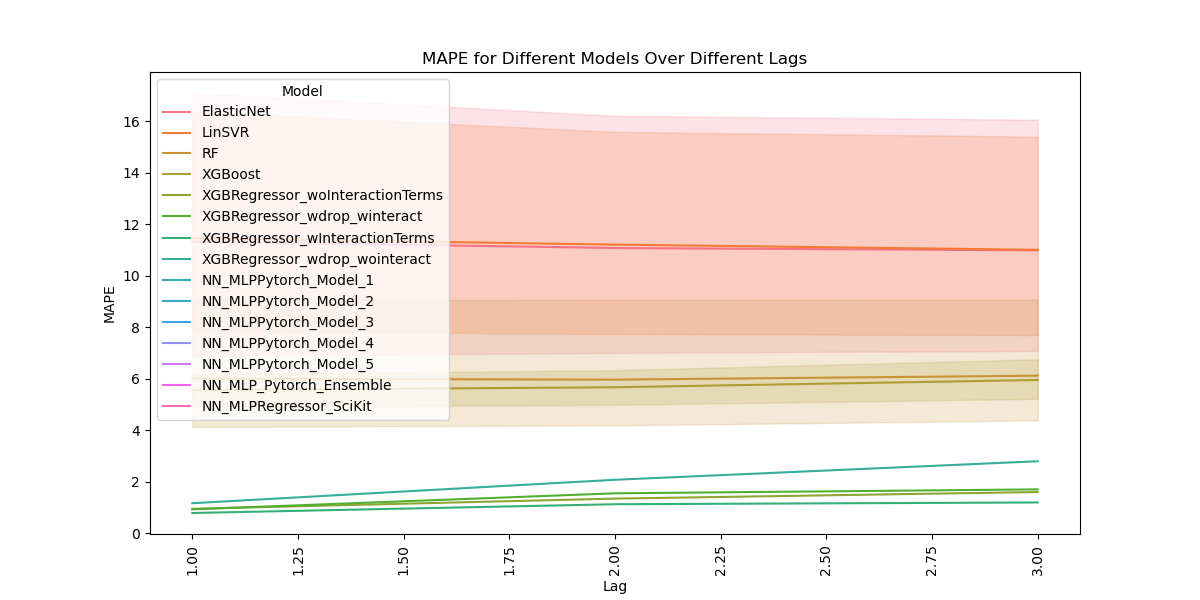 MAPE for Different Models Over Different Lags
Model
ElasticNet
LinSVR
RF
XGBoost
XGBRegressor_woInteractionTerms
XGBRegressor_wdrop_winteract
XGBRegressor_wInteractionTerms
XGBRegressor_wdrop_wointeract
NN_MLPPytorch_Model_1
NN_MLPPytorch_Model_2
NN_MLPPytorch_Model_3
NN_MLPPytorch_Model_4
NN_MLPPytorch_Model_5
NN_MLP_Pytorch_Ensemble
NN_MLPRegressor_SciKit
MAPE
16
14
12
10
8
6
4
2
0
1.00
1.25
1.50
1.75
2.00
2.25
2.50
2.75
3.00
Lag